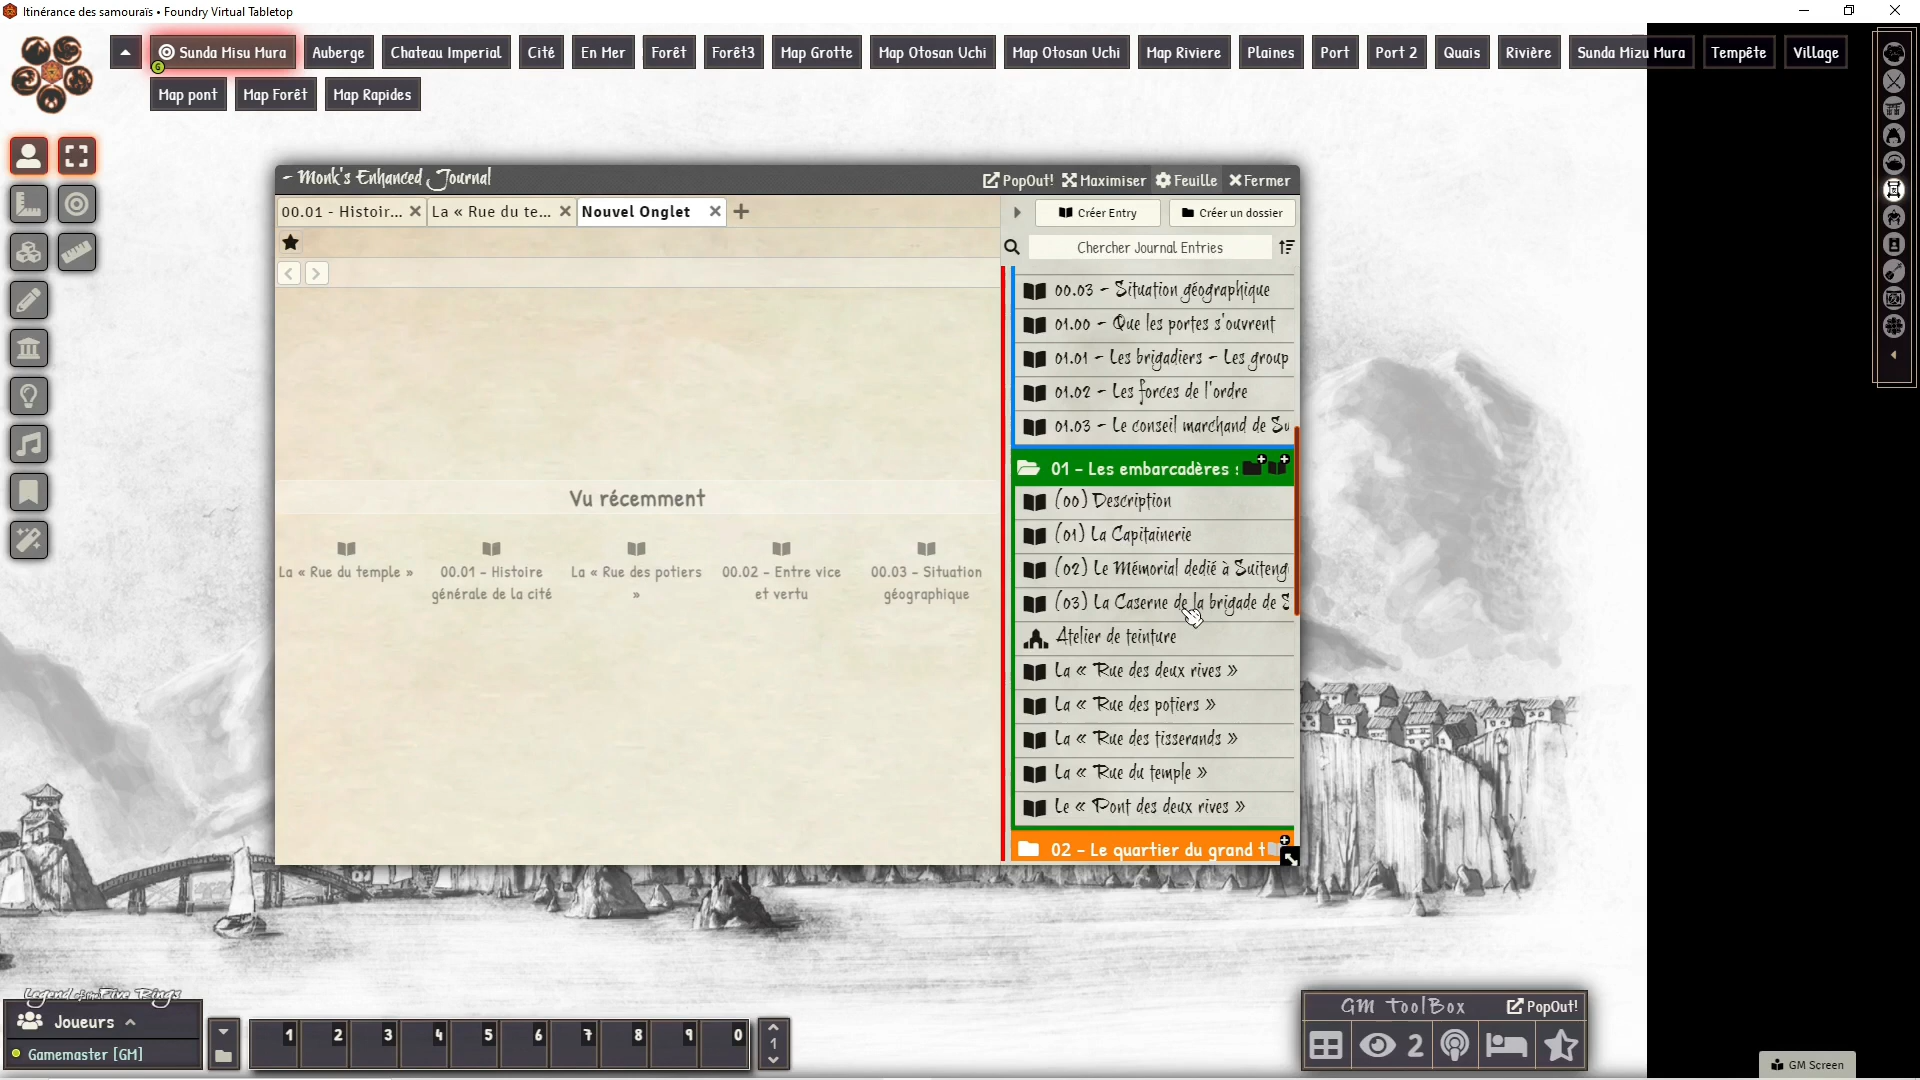 Itinérance des samouraïs • Foundry Virtual Tabletop
Sunda Misu Mura
Auberge
Chateau Imperial
Cité
En Mer
Forêt
Forêt3
Map Grotte
Map Otosan Uchi
Map Otosan Uchi
Map Riviere
Plaines
Port
Port 2
Quais
Rivière
Sunda Mizu Mura
Tempête
Village
G
Map pont
Map Forêt
Map Rapides
- Monk's Enhanced Journal
PopOut!
Maximiser
Feuille
Fermer
00.01 - Histoir...
La « Rue du te...
Nouvel Onglet
Créer Entry
Créer un dossier
Chercher Journal Entries
00.03 - Situation géographique
01.00 - Que les portes s'ouvrent
01.01 - Les brigadiers - Les group
01.02 - Les forces de l'ordre
01.03 - Le conseil marchand de Su
01 - Les embarcadères s
(00) Description
(01) La Capitainerie
(02) Le Mémorial dedié à Suiteng
(03) La Caserne de la brigade de S
Atelier de teinture
La « Rue des deux rives »
La « Rue des potiers »
La « Rue des tisserands »
La « Rue du temple »
Le « Pont des deux rives »
02 - Le quartier du grand t
Vu récemment
La « Rue du temple »
00.01 - Histoire
générale de la cité
La « Rue des potiers
»
00.02 - Entre vice
et vertu
00.03 - Situation
géographique
Legend of the Five Rings
Joueurs
Gamemaster [GM]
1
2
3
4
5
6
7
8
9
0
1
GM ToolBox
PopOut!
2
GM Screen